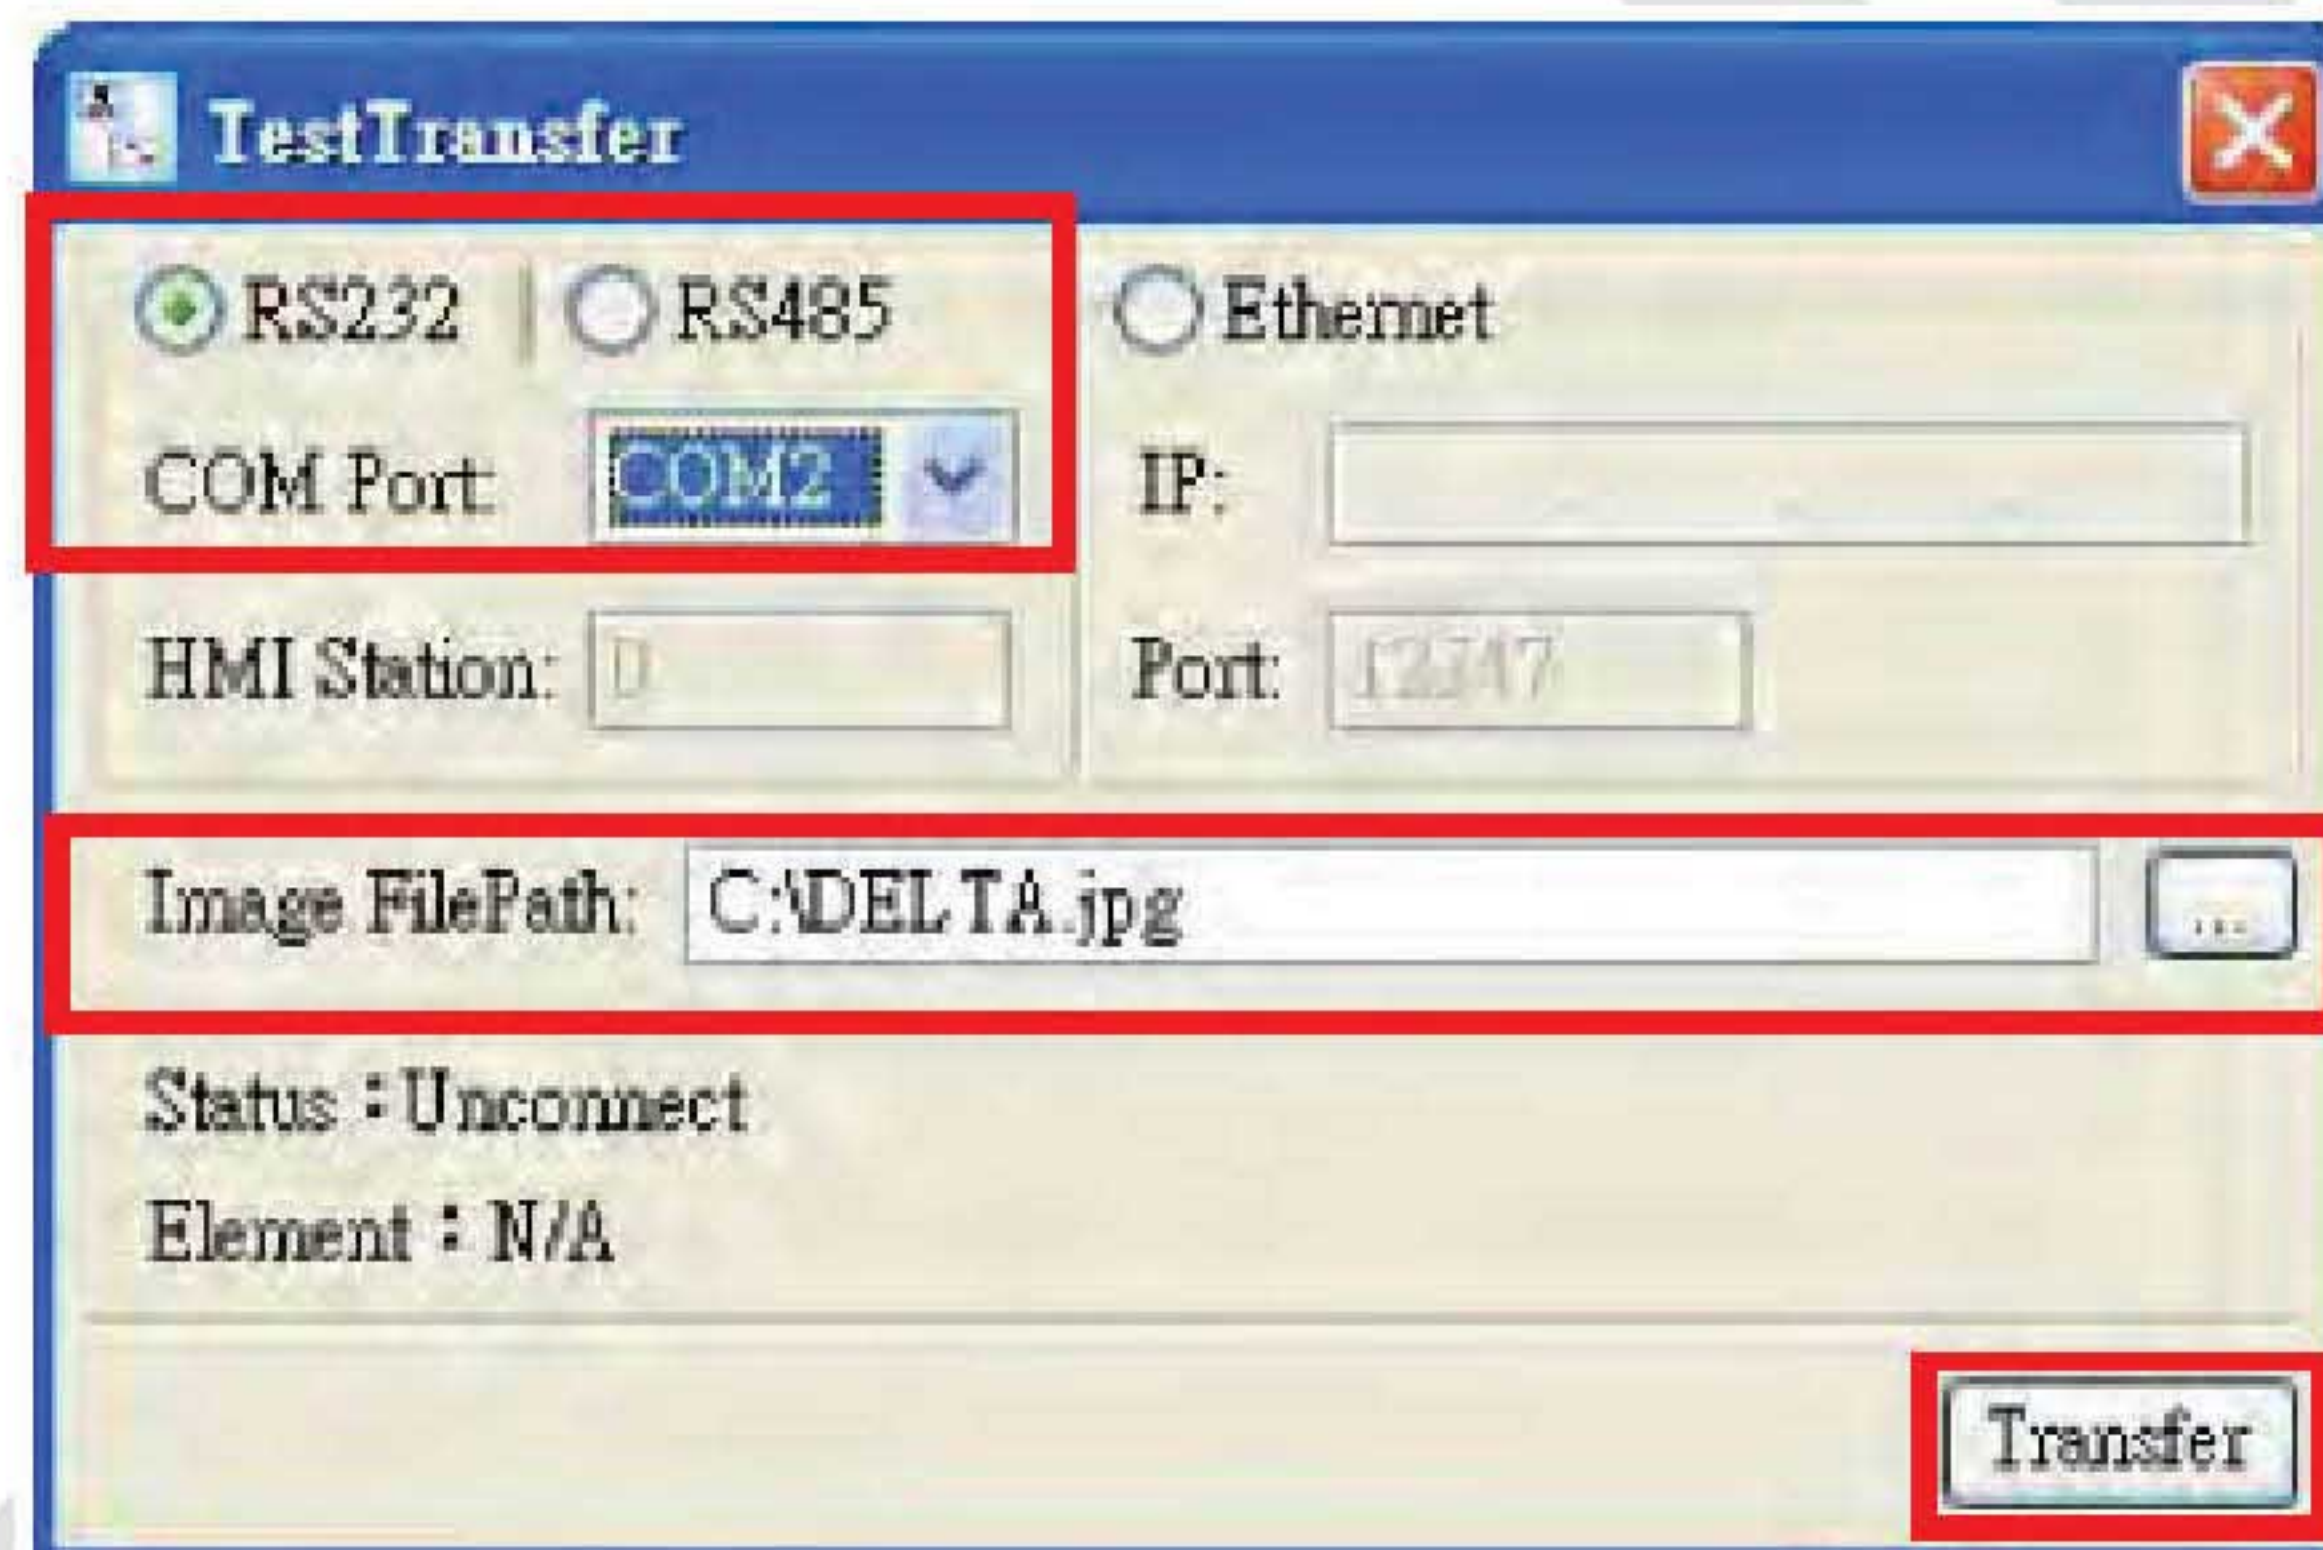 TestTransfer
RS232 RS485 Ethernet
COM Port: COM2 IP:
HMI Station: 0 Port:
Image FilePath: C:\DELTA.jpg ...
Status：Unconnect
Element：N/A
Transfer